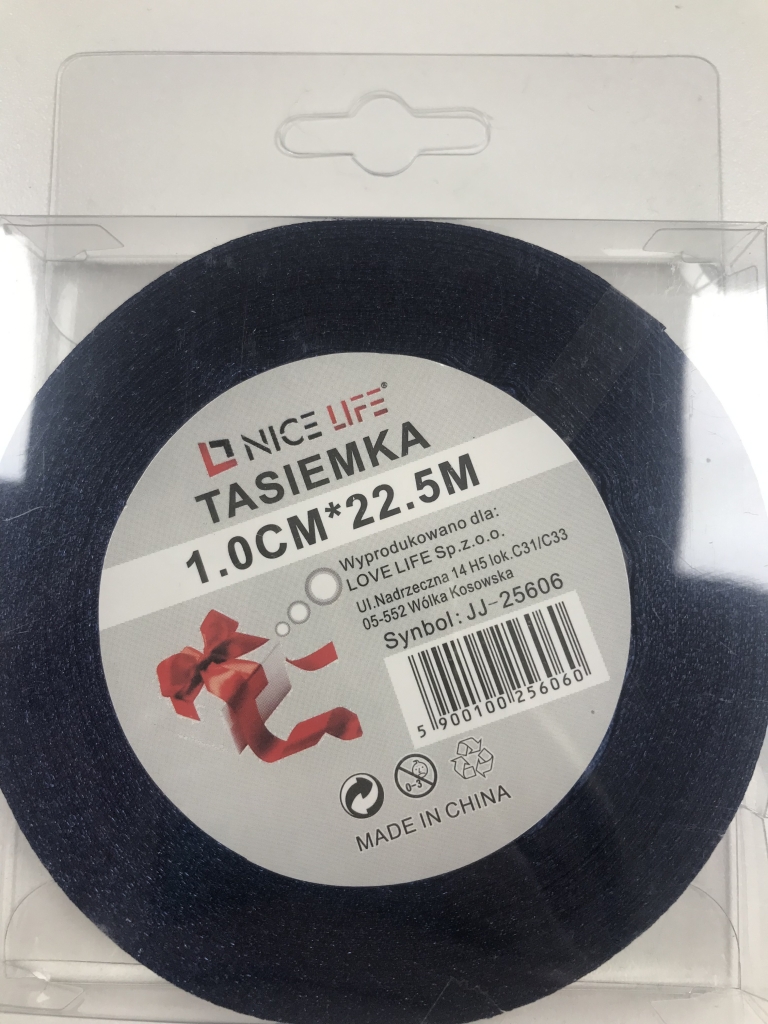 NICE LIFE®
TASIEMKA
1.0CM*22.5M
Wyprodukowano dla:
LOVE LIFE Sp.z.o.o.
Ul.Nadrzeczna 14 H5 lok.C31/C33
05-552 Wólka Kosowska
Synbol: JJ-25606
5 900100 256060
0-3
MADE IN CHINA